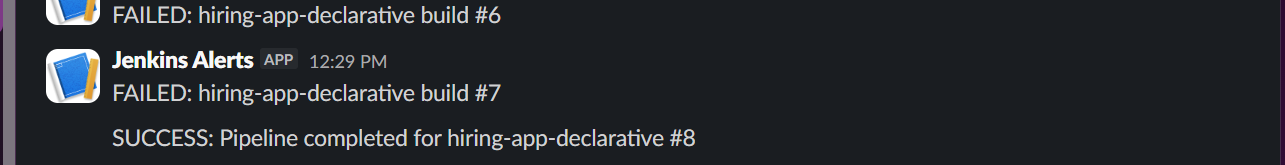 FAILED: hiring-app-declarative build #6
Jenkins Alerts APP 12:29 PM
FAILED: hiring-app-declarative build #7
SUCCESS: Pipeline completed for hiring-app-declarative #8